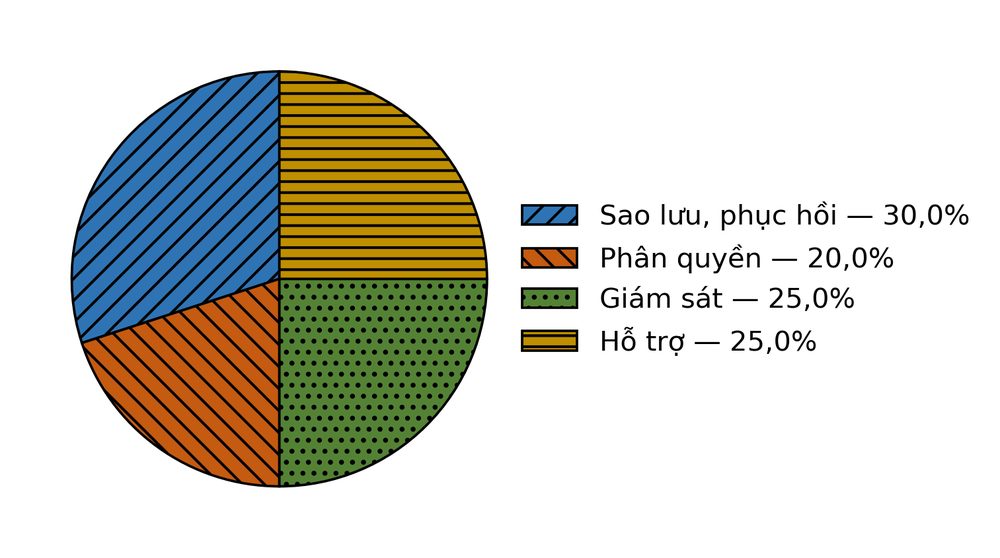 Sao lưu, phục hồi — 30,0%
Phân quyền — 20,0%
Giám sát — 25,0%
Hỗ trợ — 25,0%